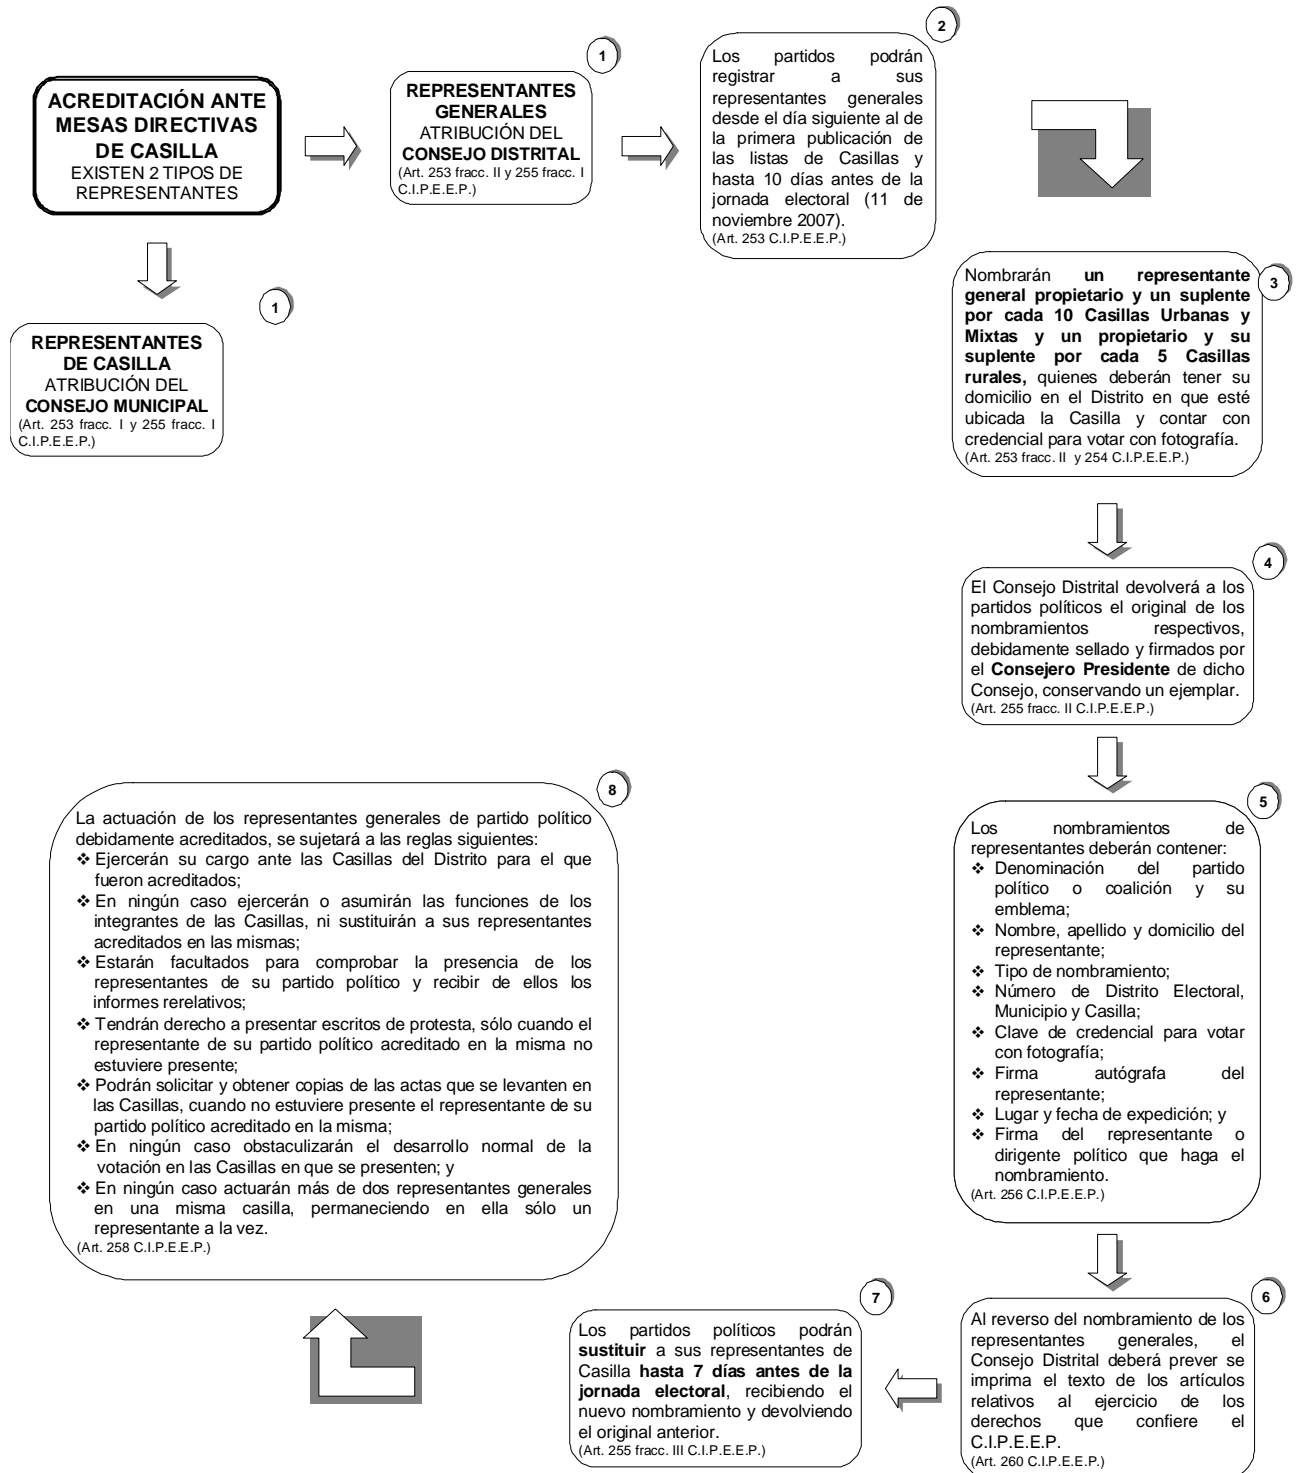 ACREDITACIÓN ANTE
MESAS DIRECTIVAS
DE CASILLA
EXISTEN 2 TIPOS DE
REPRESENTANTES
1
REPRESENTANTES
DE CASILLA
ATRIBUCIÓN DEL
CONSEJO MUNICIPAL
(Art. 253 fracc. I y 255 fracc. I
C.I.P.E.E.P.)
1
REPRESENTANTES
GENERALES
ATRIBUCIÓN DEL
CONSEJO DISTRITAL
(Art. 253 fracc. II y 255 fracc. I
C.I.P.E.E.P.)
2
Los partidos podrán
registrar a sus
representantes generales
desde el día siguiente al de
la primera publicación de
las listas de Casillas y
hasta 10 días antes de la
jornada electoral (11 de
noviembre 2007).
(Art. 253 C.I.P.E.E.P.)
3
Nombrarán un representante
general propietario y un suplente
por cada 10 Casillas Urbanas y
Mixtas y un propietario y su
suplente por cada 5 Casillas
rurales, quienes deberán tener su
domicilio en el Distrito en que esté
ubicada la Casilla y contar con
credencial para votar con fotografía.
(Art. 253 fracc. II y 254 C.I.P.E.E.P.)
4
El Consejo Distrital devolverá a los
partidos políticos el original de los
nombramientos respectivos,
debidamente sellado y firmados por
el Consejero Presidente de dicho
Consejo, conservando un ejemplar.
(Art. 255 fracc. II C.I.P.E.E.P.)
5
Los nombramientos de
representantes deberán contener:
❖ Denominación del partido
político o coalición y su
emblema;
❖ Nombre, apellido y domicilio del
representante;
❖ Tipo de nombramiento;
❖ Número de Distrito Electoral,
Municipio y Casilla;
❖ Clave de credencial para votar
con fotografía;
❖ Firma autógrafa del
representante;
❖ Lugar y fecha de expedición; y
❖ Firma del representante o
dirigente político que haga el
nombramiento.
(Art. 256 C.I.P.E.E.P.)
6
Al reverso del nombramiento de los
representantes generales, el
Consejo Distrital deberá prever se
imprima el texto de los artículos
relativos al ejercicio de los
derechos que confiere el
C.I.P.E.E.P.
(Art. 260 C.I.P.E.E.P.)
7
Los partidos políticos podrán
sustituir a sus representantes de
Casilla hasta 7 días antes de la
jornada electoral, recibiendo el
nuevo nombramiento y devolviendo
el original anterior.
(Art. 255 fracc. III C.I.P.E.E.P.)
8
La actuación de los representantes generales de partido político
debidamente acreditados, se sujetará a las reglas siguientes:
❖ Ejercerán su cargo ante las Casillas del Distrito para el que
fueron acreditados;
❖ En ningún caso ejercerán o asumirán las funciones de los
integrantes de las Casillas, ni sustituirán a sus representantes
acreditados en las mismas;
❖ Estarán facultados para comprobar la presencia de los
representantes de su partido político y recibir de ellos los
informes rerelativos;
❖ Tendrán derecho a presentar escritos de protesta, sólo cuando el
representante de su partido político acreditado en la misma no
estuviere presente;
❖ Podrán solicitar y obtener copias de las actas que se levanten en
las Casillas, cuando no estuviere presente el representante de su
partido político acreditado en la misma;
❖ En ningún caso obstaculizarán el desarrollo normal de la
votación en las Casillas en que se presenten; y
❖ En ningún caso actuarán más de dos representantes generales
en una misma casilla, permaneciendo en ella sólo un
representante a la vez.
(Art. 258 C.I.P.E.E.P.)